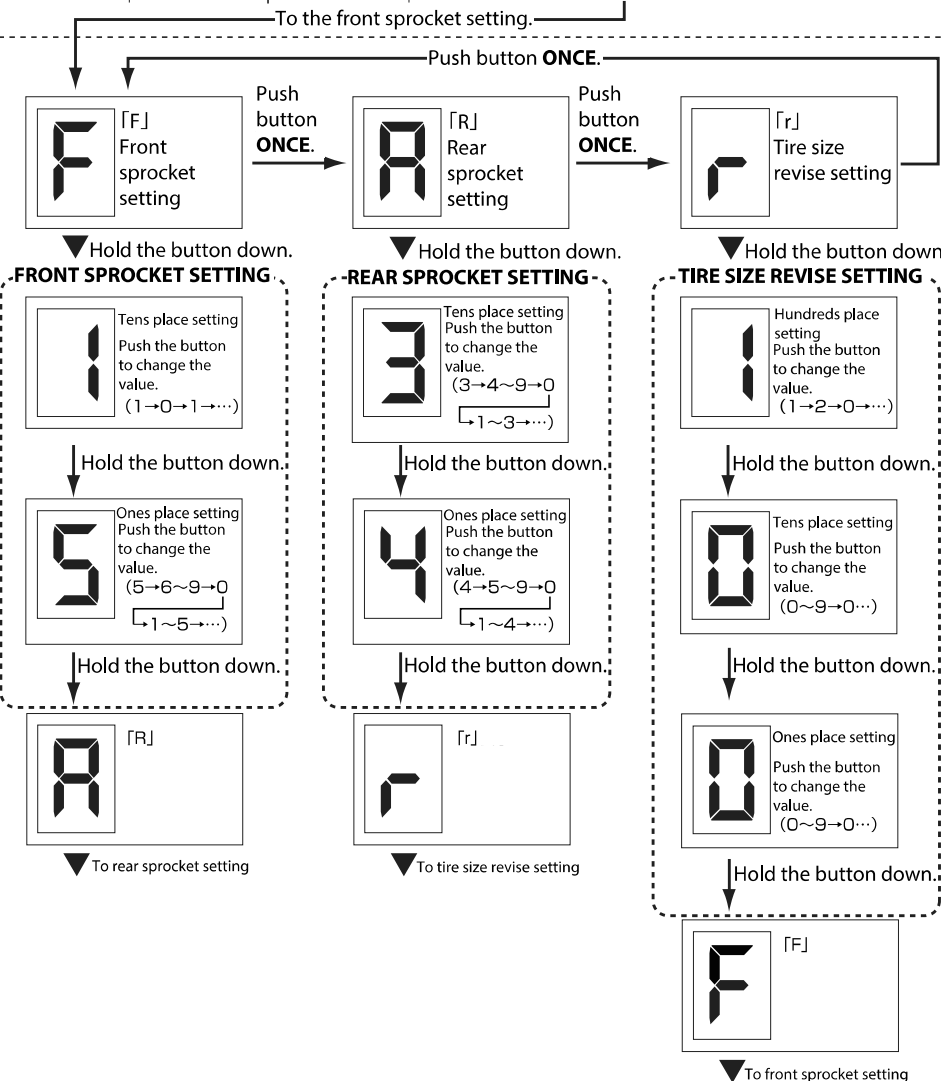 To the front sprocket setting.
Push button ONCE.
F
「F」
Front
sprocket
setting
Push
button
ONCE.
R
「R」
Rear
sprocket
setting
Push
button
ONCE.
r
「r」
Tire size
revise setting
Hold the button down.
Hold the button down.
Hold the button down
FRONT SPROCKET SETTING
1
Tens place setting
Push the button
to change the
value.
(1→0→1→…)
Hold the button down.
5
Ones place setting
Push the button
to change the
value.
(5→6~9→0
→1~5→…)
Hold the button down.
R
「R」
To rear sprocket setting
REAR SPROCKET SETTING
3
Tens place setting
Push the button
to change the
value.
(3→4~9→0
→1~3→…)
Hold the button down.
4
Ones place setting
Push the button
to change the
value.
(4→5~9→0
→1~4→…)
Hold the button down.
r
「r」
To tire size revise setting
TIRE SIZE REVISE SETTING
1
Hundreds place
setting
Push the button
to change the
value.
(1→2→0→…)
Hold the button down.
0
Tens place setting
Push the button
to change the
value.
(0~9→0…)
Hold the button down.
0
Ones place setting
Push the button
to change the
value.
(0~9→0…)
Hold the button down.
F
「F」
To front sprocket setting